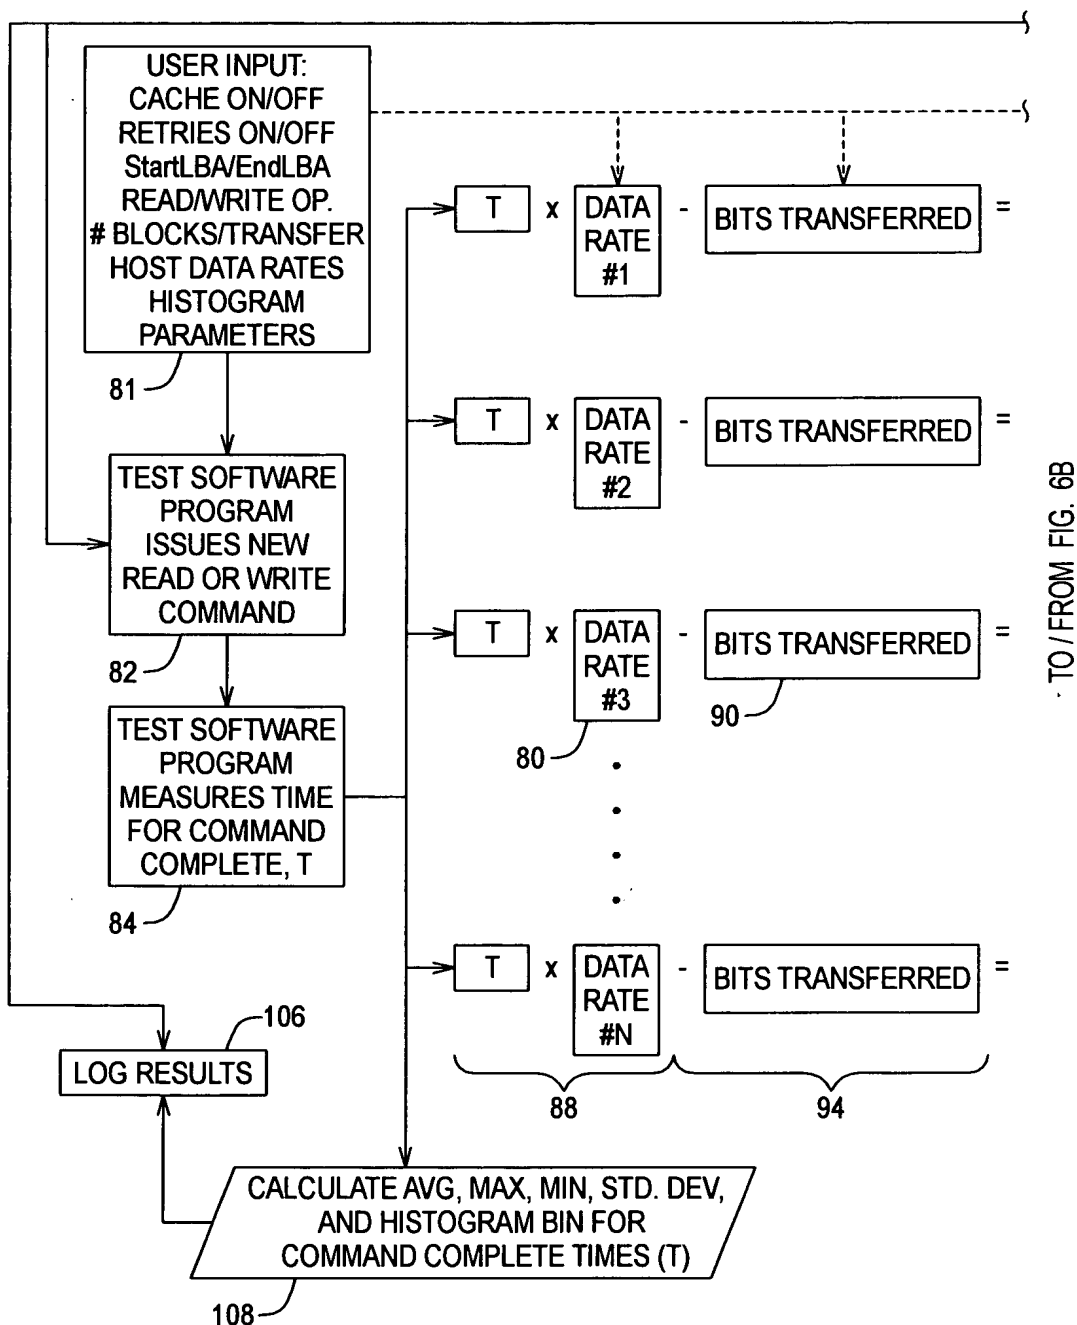 USER INPUT:
CACHE ON/OFF
RETRIES ON/OFF
StartLBA/EndLBA
READ/WRITE OP.
# BLOCKS/TRANSFER
HOST DATA RATES
HISTOGRAM
PARAMETERS
81
TEST SOFTWARE
PROGRAM
ISSUES NEW
READ OR WRITE
COMMAND
82
TEST SOFTWARE
PROGRAM
MEASURES TIME
FOR COMMAND
COMPLETE, T
84
106
LOG RESULTS
T x DATA RATE #1 - BITS TRANSFERRED =
T x DATA RATE #2 - BITS TRANSFERRED =
T x DATA RATE #3 - BITS TRANSFERRED =
80
90
T x DATA RATE #N - BITS TRANSFERRED =
88
94
CALCULATE AVG, MAX, MIN, STD. DEV,
AND HISTOGRAM BIN FOR
COMMAND COMPLETE TIMES (T)
108
TO / FROM FIG. 6B